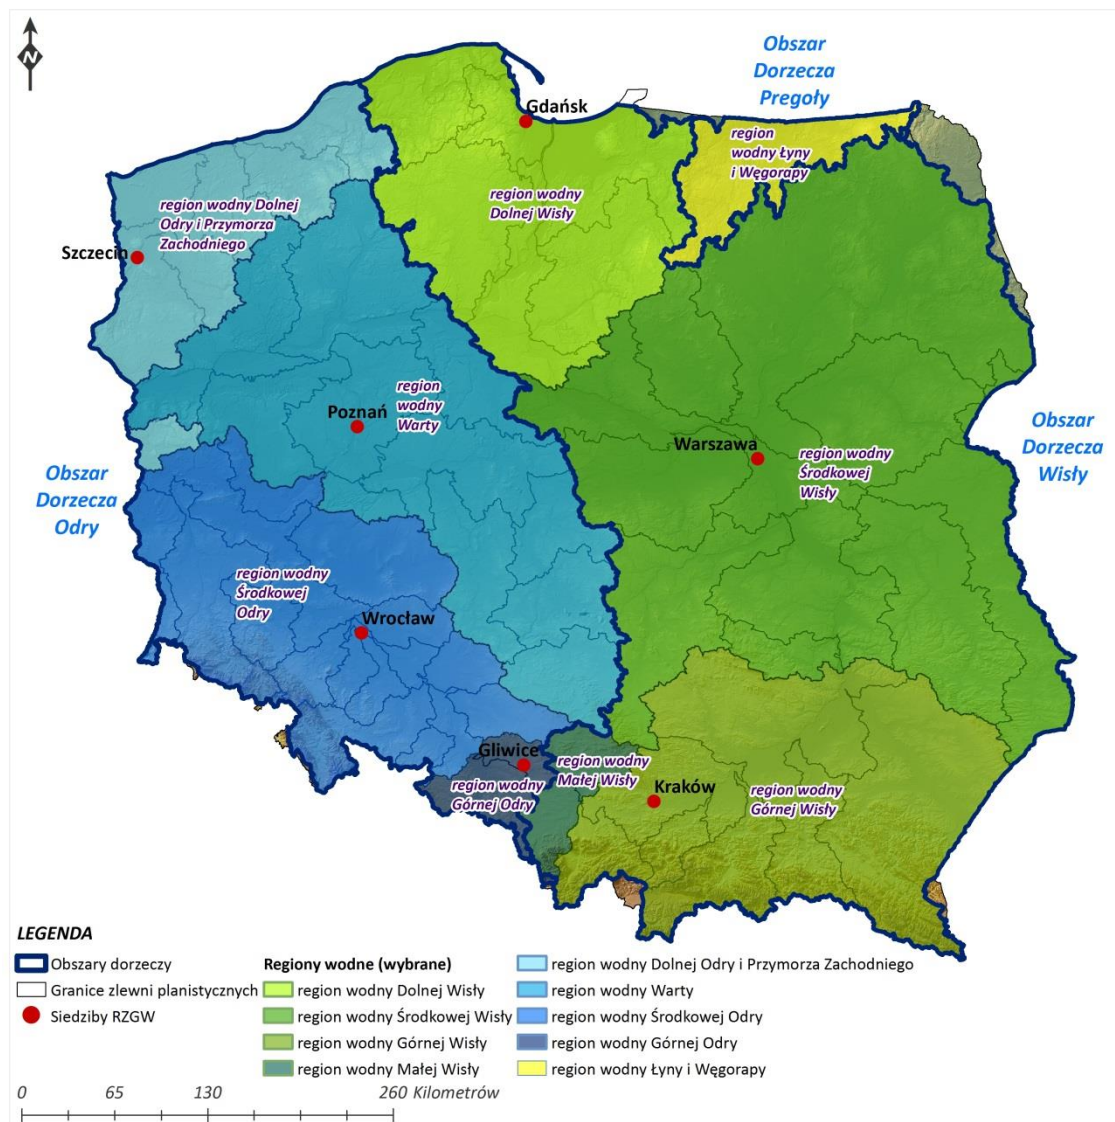 N
Obszar
Dorzecza
Pregoły
Gdańsk
region
wodny Łyny
i Węgorapy
region wodny Dolnej
Odry i Przymorza
Zachodniego
region wodny
Dolnej Wisły
Szczecin
region
wodny
Warty
Poznań
Warszawa
region wodny
Środkowej
Wisły
Obszar
Dorzecza
Wisły
Obszar
Dorzecza
Odry
region wodny
Środkowej
Odry
Wrocław
Gliwice
region wodny
Górnej Odry
region wodny
Małej Wisły
Kraków
region wodny
Górnej Wisły
LEGENDA
Obszary dorzeczy
Granice zlewni planistycznych
Siedziby RZGW
Regiony wodne (wybrane)
region wodny Dolnej Wisły
region wodny Środkowej Wisły
region wodny Górnej Wisły
region wodny Małej Wisły
region wodny Dolnej Odry i Przymorza Zachodniego
region wodny Warty
region wodny Środkowej Odry
region wodny Górnej Odry
region wodny Łyny i Węgorapy
0 65 130 260 Kilometrów